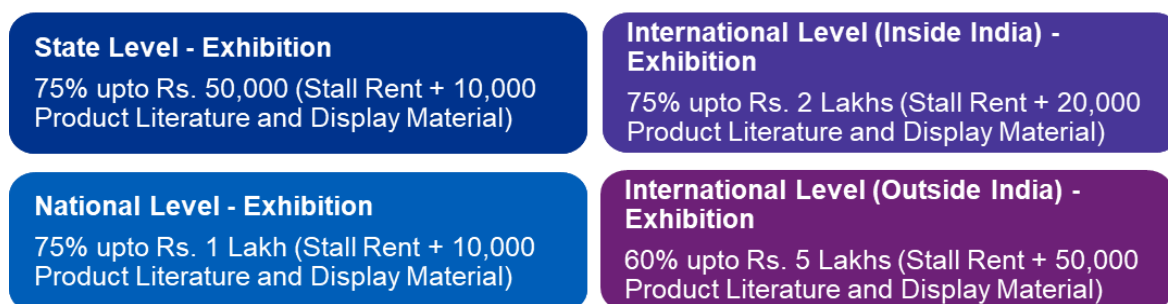 State Level - Exhibition
75% upto Rs. 50,000 (Stall Rent + 10,000
Product Literature and Display Material)
International Level (Inside India) -
Exhibition
75% upto Rs. 2 Lakhs (Stall Rent + 20,000
Product Literature and Display Material)
National Level - Exhibition
75% upto Rs. 1 Lakh (Stall Rent + 10,000
Product Literature and Display Material)
International Level (Outside India) -
Exhibition
60% upto Rs. 5 Lakhs (Stall Rent + 50,000
Product Literature and Display Material)